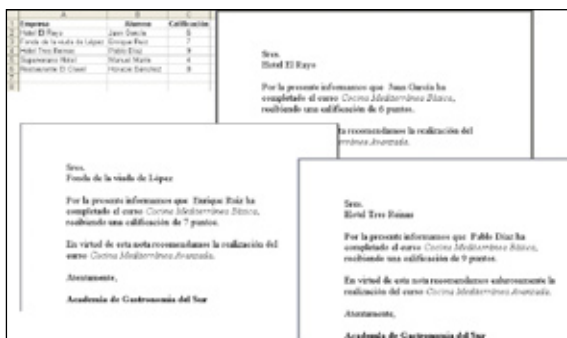 A B C
Empresa Alumno Calificación
Hotel El Rayo Juan García 6
Fonda de la viuda de López Enrique Ruiz 7
Hotel Tres Reinas Pablo Díaz 9
Manuel
Restaurante El Clavel Horacio Sánchez
Sres.
Hotel El Rayo
Por la presente informamos que Juan García ha
completado el curso Cocina Mediterránea Básica,
recibiendo una calificación de 6 puntos.
recomendamos la realización del
Avanzada.
Sres.
Fonda de la viuda de López
Por la presente informamos que Enrique Ruiz ha
completado el curso Cocina Mediterránea Básica,
recibiendo una calificación de 7 puntos.
En virtud de esta nota recomendamos la realización del
curso Cocina Mediterránea Avanzada.
Atentamente,
Academia de Gastronomía del Sur
Sres.
Hotel Tres Reinas
Por la presente informamos que Pablo Díaz ha
completado el curso Cocina Mediterránea Básica,
recibiendo una calificación de 9 puntos.
En virtud de esta nota recomendamos calurosamente la
realización del curso Cocina Mediterránea Avanzada.
Atentamente,
Academia de Gastronomía del Sur